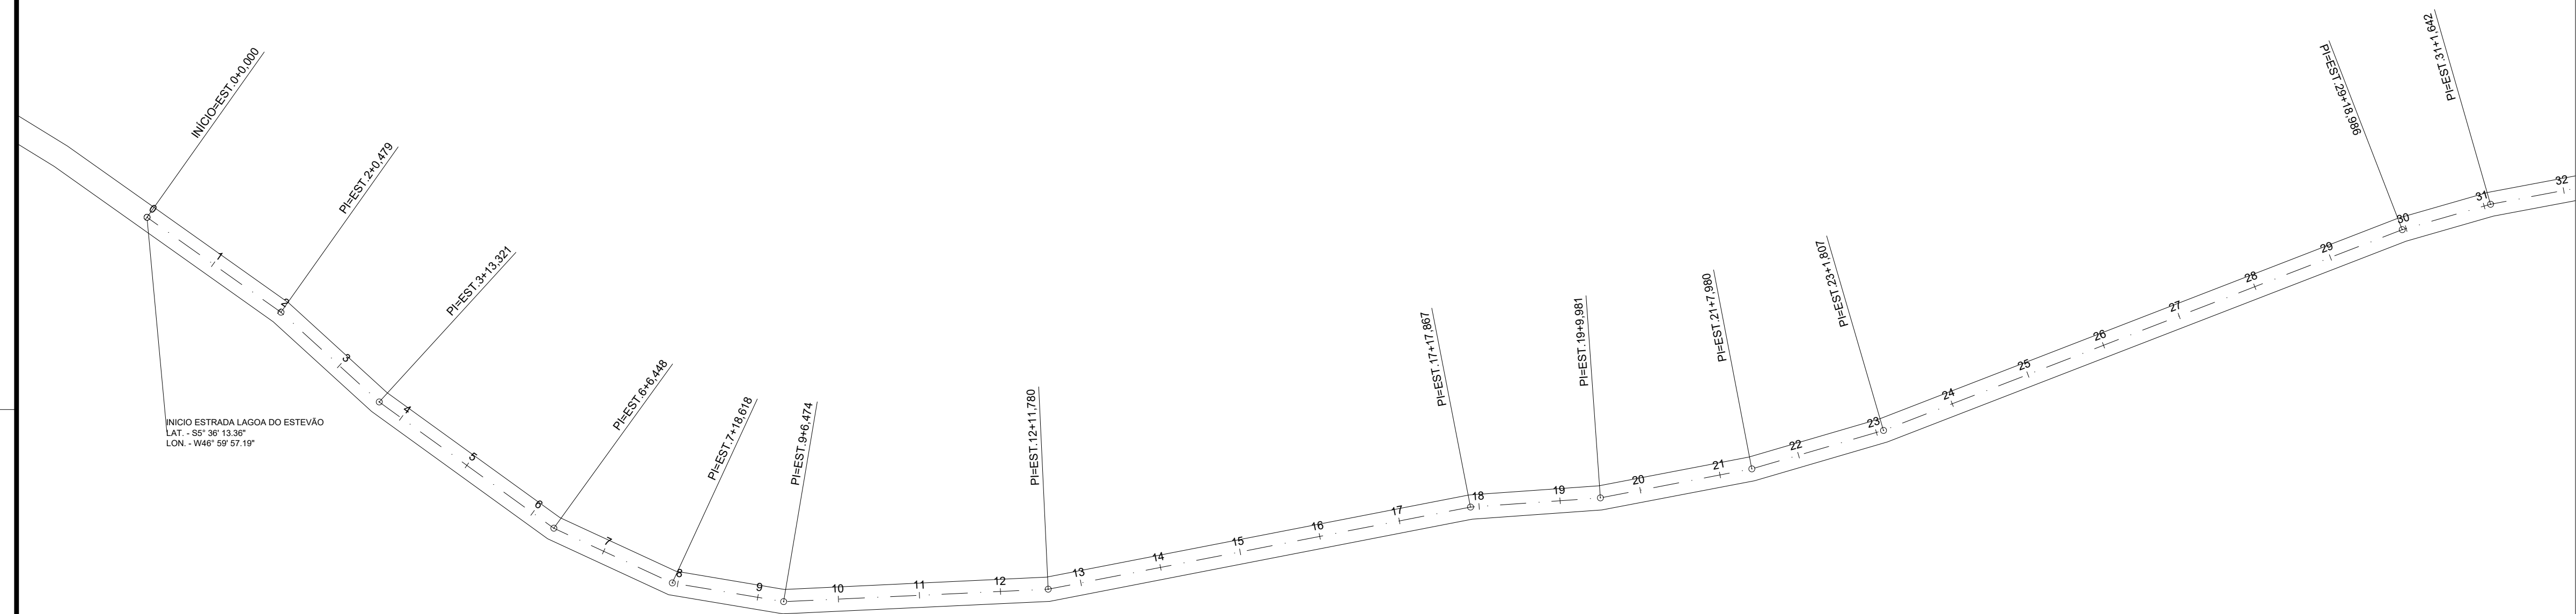 INÍCIO=EST.0+0,000
PI=EST.2+0,479
PI=EST.3+13,321
PI=EST.6+6,448
PI=EST.7+18,618
PI=EST.9+6,474
PI=EST.12+11,780
PI=EST.17+17,867
PI=EST.19+9,981
PI=EST.21+7,980
PI=EST.23+1,807
PI=EST.29+18,986
PI=EST.31+1,642
0
1
2
3
4
5
6
7
8
9
10
11
12
13
14
15
16
17
18
19
20
21
22
23
24
25
26
27
28
29
30
31
32
INICIO ESTRADA LAGOA DO ESTEVÃO
LAT. - S5° 36' 13.36"
LON. - W46° 59' 57.19"